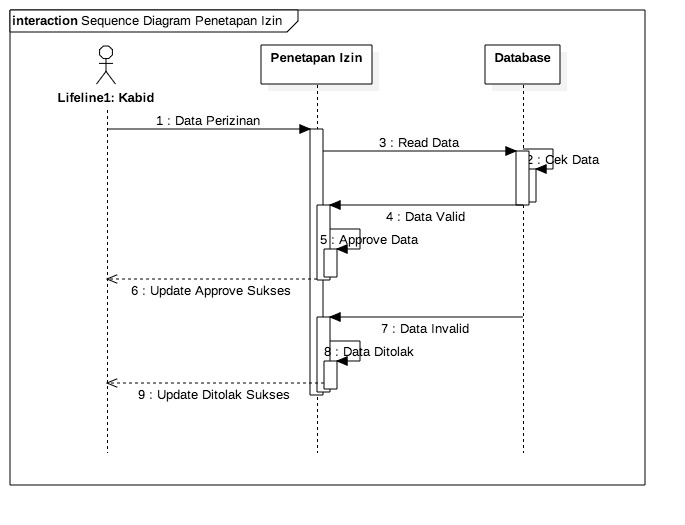 interaction Sequence Diagram Penetapan Izin
Penetapan Izin
Database
Lifeline1: Kabid
1 : Data Perizinan
3 : Read Data
2 : Cek Data
4 : Data Valid
5 : Approve Data
6 : Update Approve Sukses
7 : Data Invalid
8 : Data Ditolak
9 : Update Ditolak Sukses